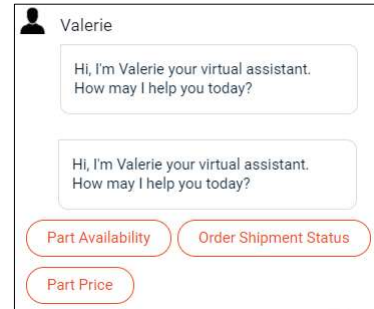 Valerie
Hi, I'm Valerie your virtual assistant.
How may I help you today?
Hi, I'm Valerie your virtual assistant.
How may I help you today?
Part Availability
Order Shipment Status
Part Price